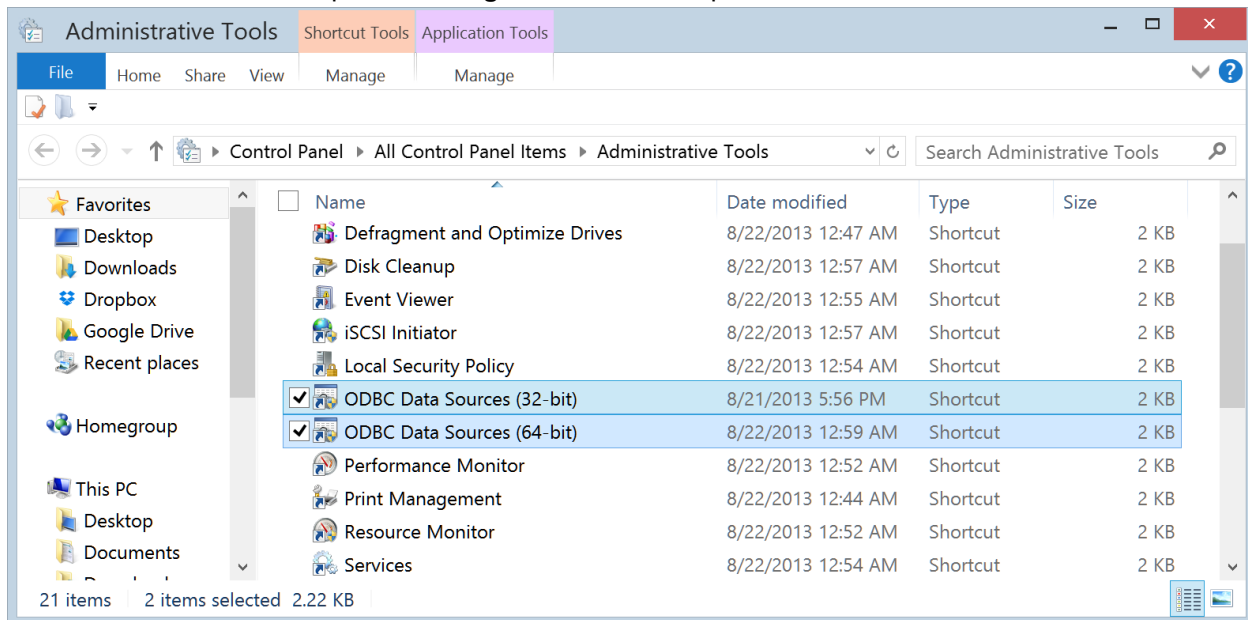 Administrative Tools Shortcut Tools Application Tools
File Home Share View Manage Manage
Control Panel All Control Panel Items Administrative Tools Search Administrative Tools
Favorites Name Date modified Type Size
Desktop Defragment and Optimize Drives 8/22/2013 12:47 AM Shortcut 2 KB
Downloads Disk Cleanup 8/22/2013 12:57 AM Shortcut 2 KB
Dropbox Event Viewer 8/22/2013 12:55 AM Shortcut 2 KB
Google Drive iSCSI Initiator 8/22/2013 12:57 AM Shortcut 2 KB
Recent places Local Security Policy 8/22/2013 12:54 AM Shortcut 2 KB
ODBC Data Sources (32-bit) 8/21/2013 5:56 PM Shortcut 2 KB
Homegroup ODBC Data Sources (64-bit) 8/22/2013 12:59 AM Shortcut 2 KB
Performance Monitor 8/22/2013 12:52 AM Shortcut 2 KB
This PC Print Management 8/22/2013 12:44 AM Shortcut 2 KB
Desktop Resource Monitor 8/22/2013 12:52 AM Shortcut 2 KB
Documents Services 8/22/2013 12:54 AM Shortcut 2 KB
21 items 2 items selected 2.22 KB